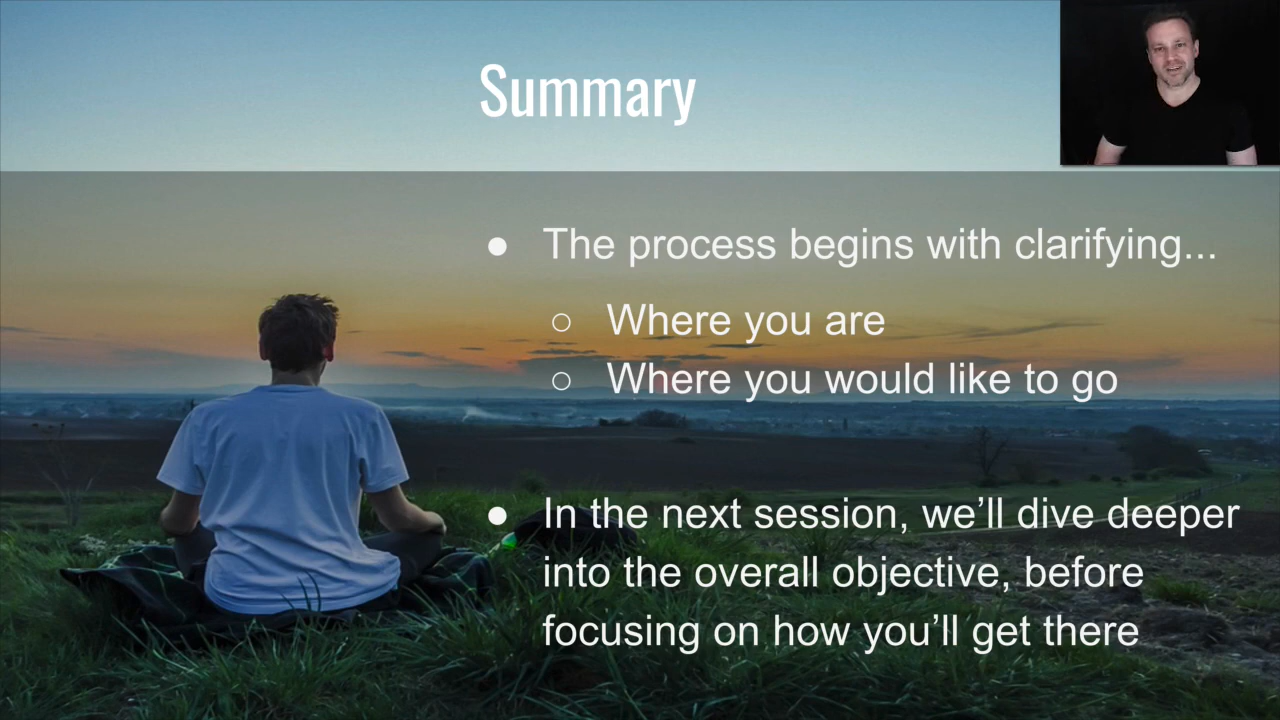 Summary
● The process begins with clarifying...
○ Where you are
○ Where you would like to go
● In the next session, we’ll dive deeper
into the overall objective, before
focusing on how you’ll get there